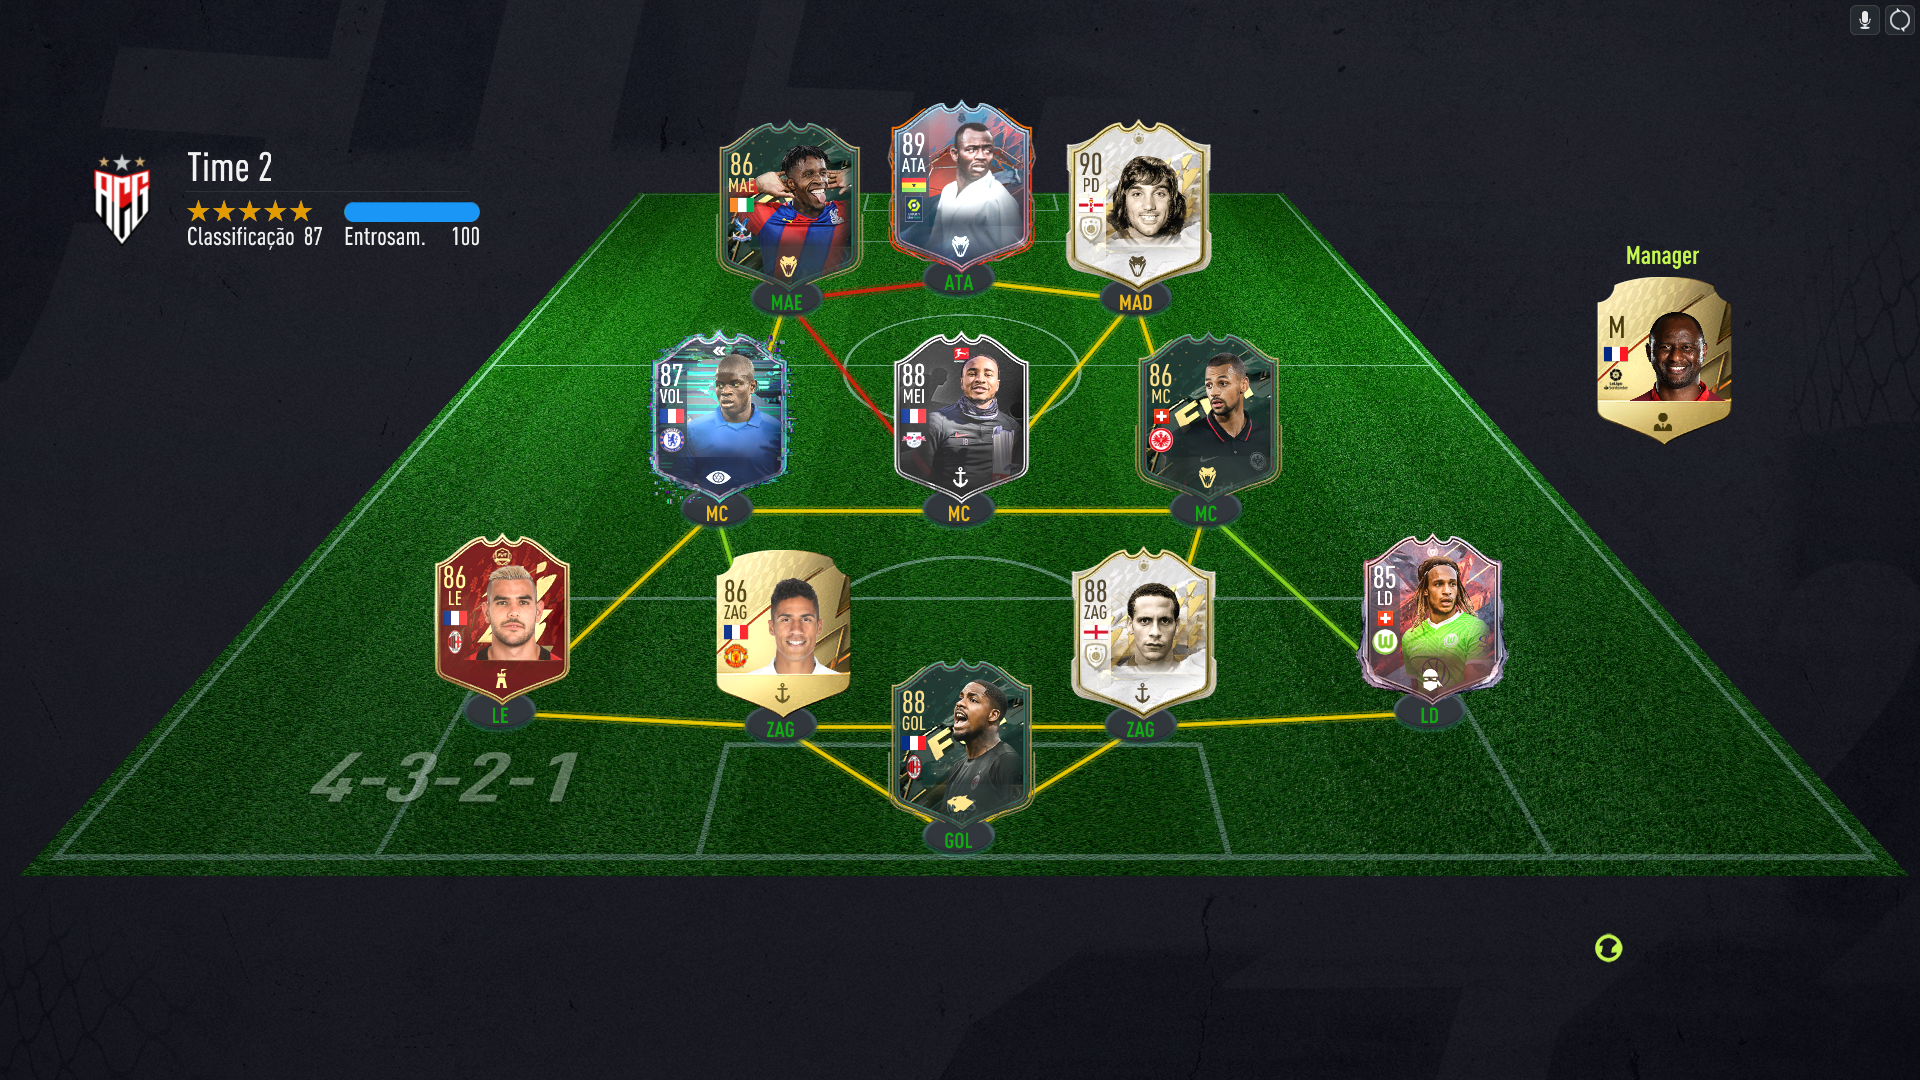 Time 2
Classificação 87
Entrosam. 100
Manager
M
86
MAE
89
ATA
90
PD
MAE
ATA
MAD
87
VOL
88
MEI
86
MC
MC
MC
MC
86
LE
86
ZAG
88
ZAG
85
LD
88
GOL
LE
ZAG
ZAG
LD
GOL
4-3-2-1